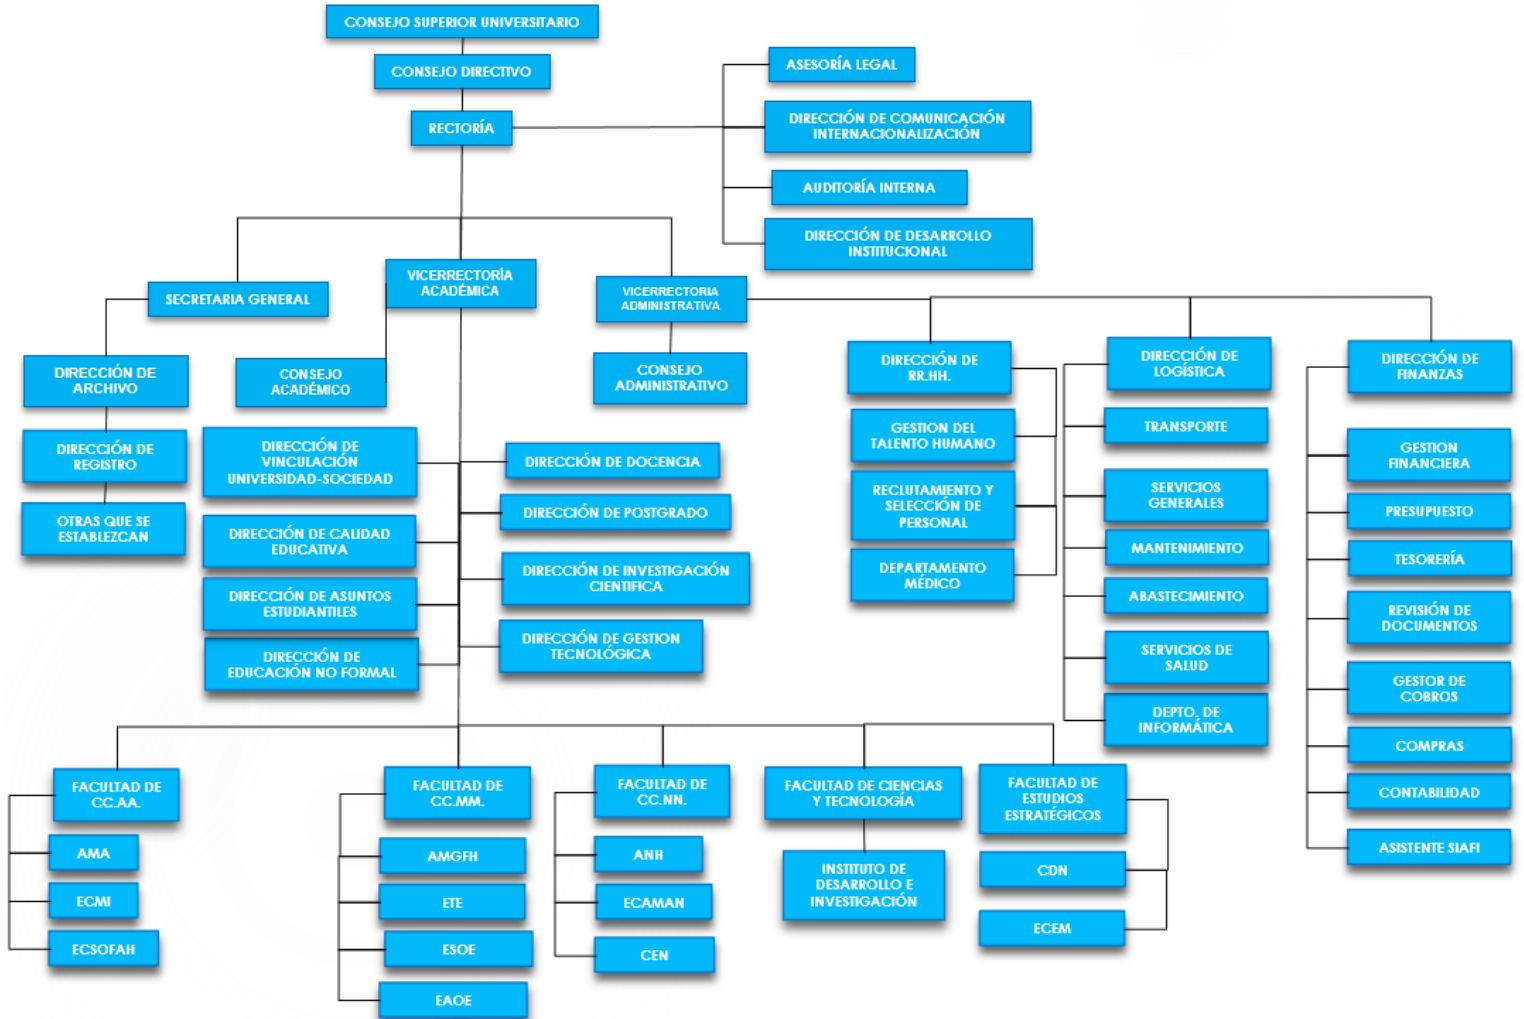 CONSEJO SUPERIOR UNIVERSITARIO
CONSEJO DIRECTIVO
RECTORÍA
ASESORÍA LEGAL
DIRECCIÓN DE COMUNICACIÓN
INTERNACIONALIZACIÓN
AUDITORÍA INTERNA
DIRECCIÓN DE DESARROLLO
INSTITUCIONAL
SECRETARIA GENERAL
VICERRECTORÍA
ACADÉMICA
VICERRECTORIA
ADMINISTRATIVA
DIRECCIÓN DE
ARCHIVO
DIRECCIÓN DE
REGISTRO
OTRAS QUE SE
ESTABLEZCAN
CONSEJO
ACADÉMICO
CONSEJO
ADMINISTRATIVO
DIRECCIÓN DE
VINCULACIÓN
UNIVERSIDAD-SOCIEDAD
DIRECCIÓN DE CALIDAD
EDUCATIVA
DIRECCIÓN DE ASUNTOS
ESTUDIANTILES
DIRECCIÓN DE
EDUCACIÓN NO FORMAL
DIRECCIÓN DE DOCENCIA
DIRECCIÓN DE POSTGRADO
DIRECCIÓN DE INVESTIGACIÓN
CIENTIFICA
DIRECCIÓN DE GESTION
TECNOLÓGICA
DIRECCIÓN DE
RR.HH.
GESTION DEL
TALENTO HUMANO
RECLUTAMIENTO Y
SELECCIÓN DE
PERSONAL
DEPARTAMENTO
MÉDICO
DIRECCIÓN DE
LOGÍSTICA
TRANSPORTE
SERVICIOS
GENERALES
MANTENIMIENTO
ABASTECIMIENTO
SERVICIOS DE
SALUD
DEPTO. DE
INFORMÁTICA
DIRECCIÓN DE
FINANZAS
GESTION
FINANCIERA
PRESUPUESTO
TESORERÍA
REVISIÓN DE
DOCUMENTOS
GESTOR DE
COBROS
COMPRAS
CONTABILIDAD
ASISTENTE SIAFI
FACULTAD DE
CC.AA.
AMA
ECMI
ECSOFAH
FACULTAD DE
CC.MM.
AMGFH
ETE
ESOE
EAOE
FACULTAD DE
CC.NN.
ANH
ECAMAN
CEN
FACULTAD DE CIENCIAS
Y TECNOLOGÍA
INSTITUTO DE
DESARROLLO E
INVESTIGACIÓN
FACULTAD DE
ESTUDIOS
ESTRATÉGICOS
CDN
ECEM